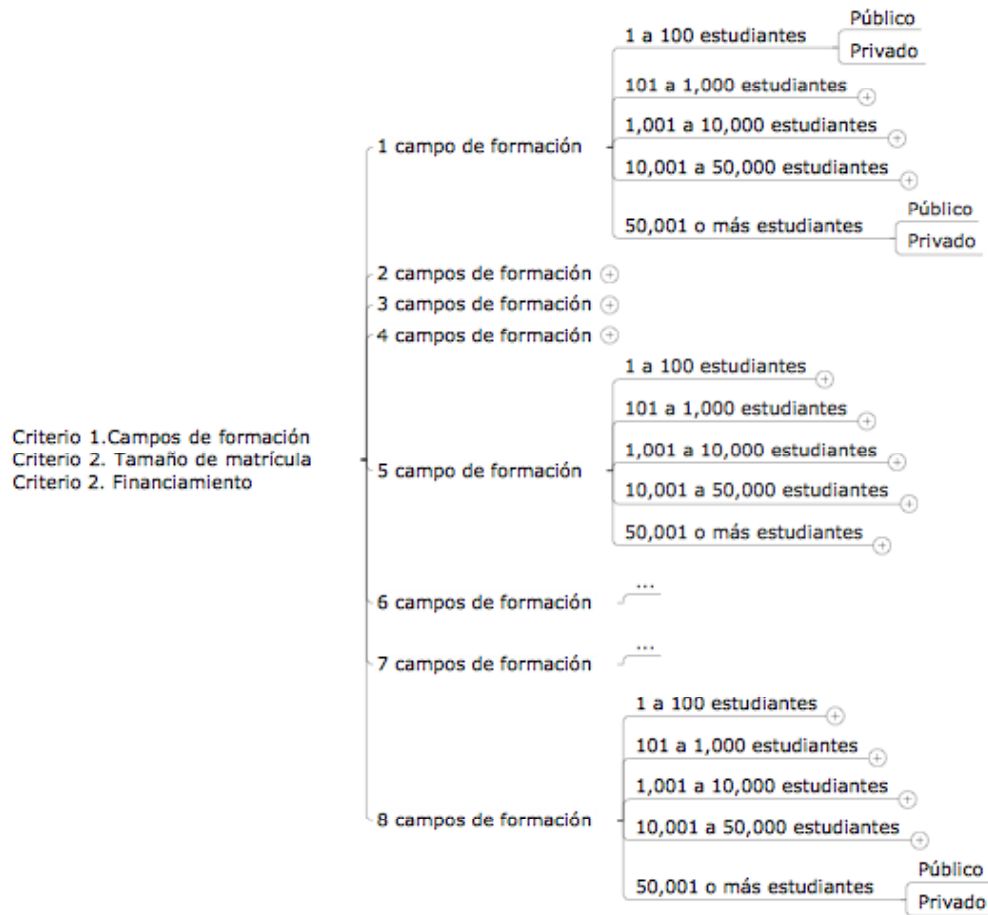 Criterio 1.Campos de formación
Criterio 2. Tamaño de matrícula
Criterio 2. Financiamiento
1 campo de formación
1 a 100 estudiantes
Público
Privado
101 a 1,000 estudiantes
1,001 a 10,000 estudiantes
10,001 a 50,000 estudiantes
50,001 o más estudiantes
Público
Privado
2 campos de formación
3 campos de formación
4 campos de formación
5 campo de formación
1 a 100 estudiantes
101 a 1,000 estudiantes
1,001 a 10,000 estudiantes
10,001 a 50,000 estudiantes
50,001 o más estudiantes
6 campos de formación
...
7 campos de formación
...
8 campos de formación
1 a 100 estudiantes
101 a 1,000 estudiantes
1,001 a 10,000 estudiantes
10,001 a 50,000 estudiantes
50,001 o más estudiantes
Público
Privado